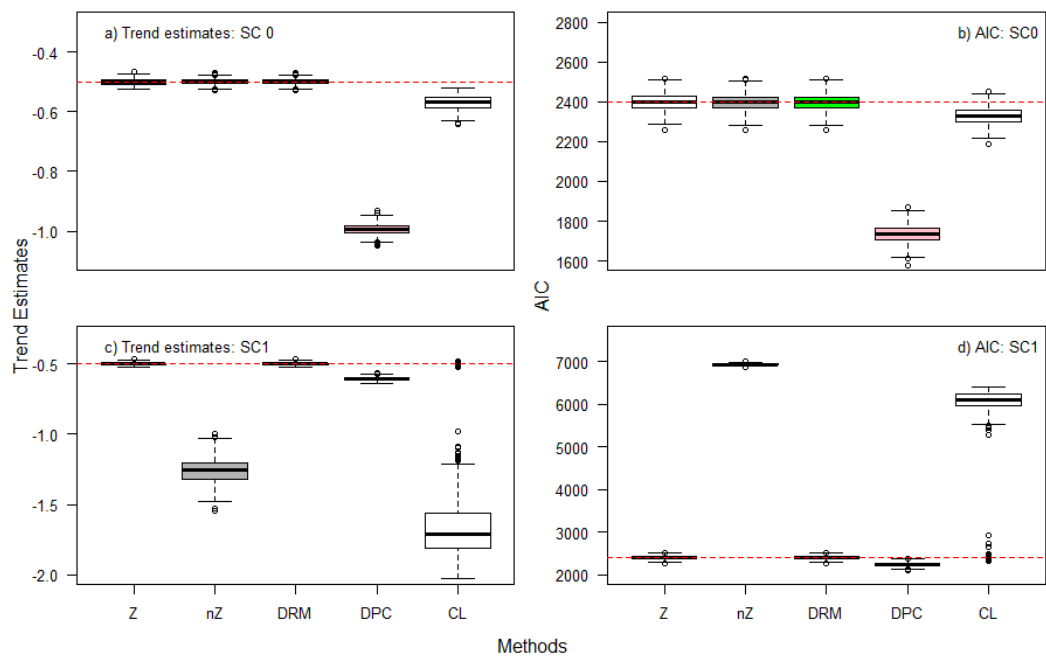 a) Trend estimates: SC 0
-0.4
-0.6
-0.8
-1.0
b) AIC: SC0
2800
2600
2400
2200
2000
1800
1600
Trend Estimates
AIC
c) Trend estimates: SC1
-0.5
-1.0
-1.5
-2.0
Z nZ DRM DPC CL
d) AIC: SC1
7000
6000
5000
4000
3000
2000
Z nZ DRM DPC CL
Methods